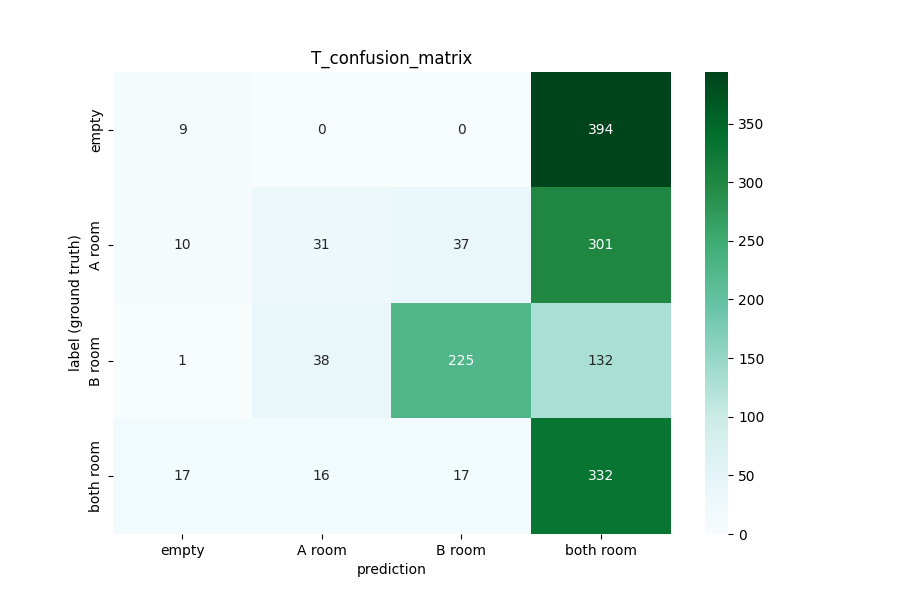 T_confusion_matrix
label (ground truth)
empty
9 0 0 394
A room
10 31 37 301
B room
1 38 225 132
both room
17 16 17 332
empty A room B room both room
prediction
350
300
250
200
150
100
50
0